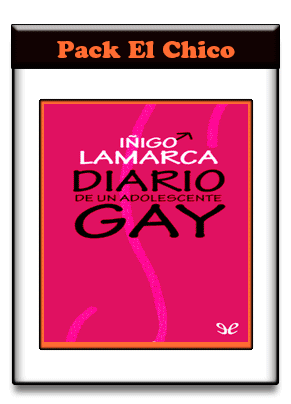 Pack El Chico
IÑIGO
LAMARCA
DIARIO
DE UN ADOLESCENTE
GAY